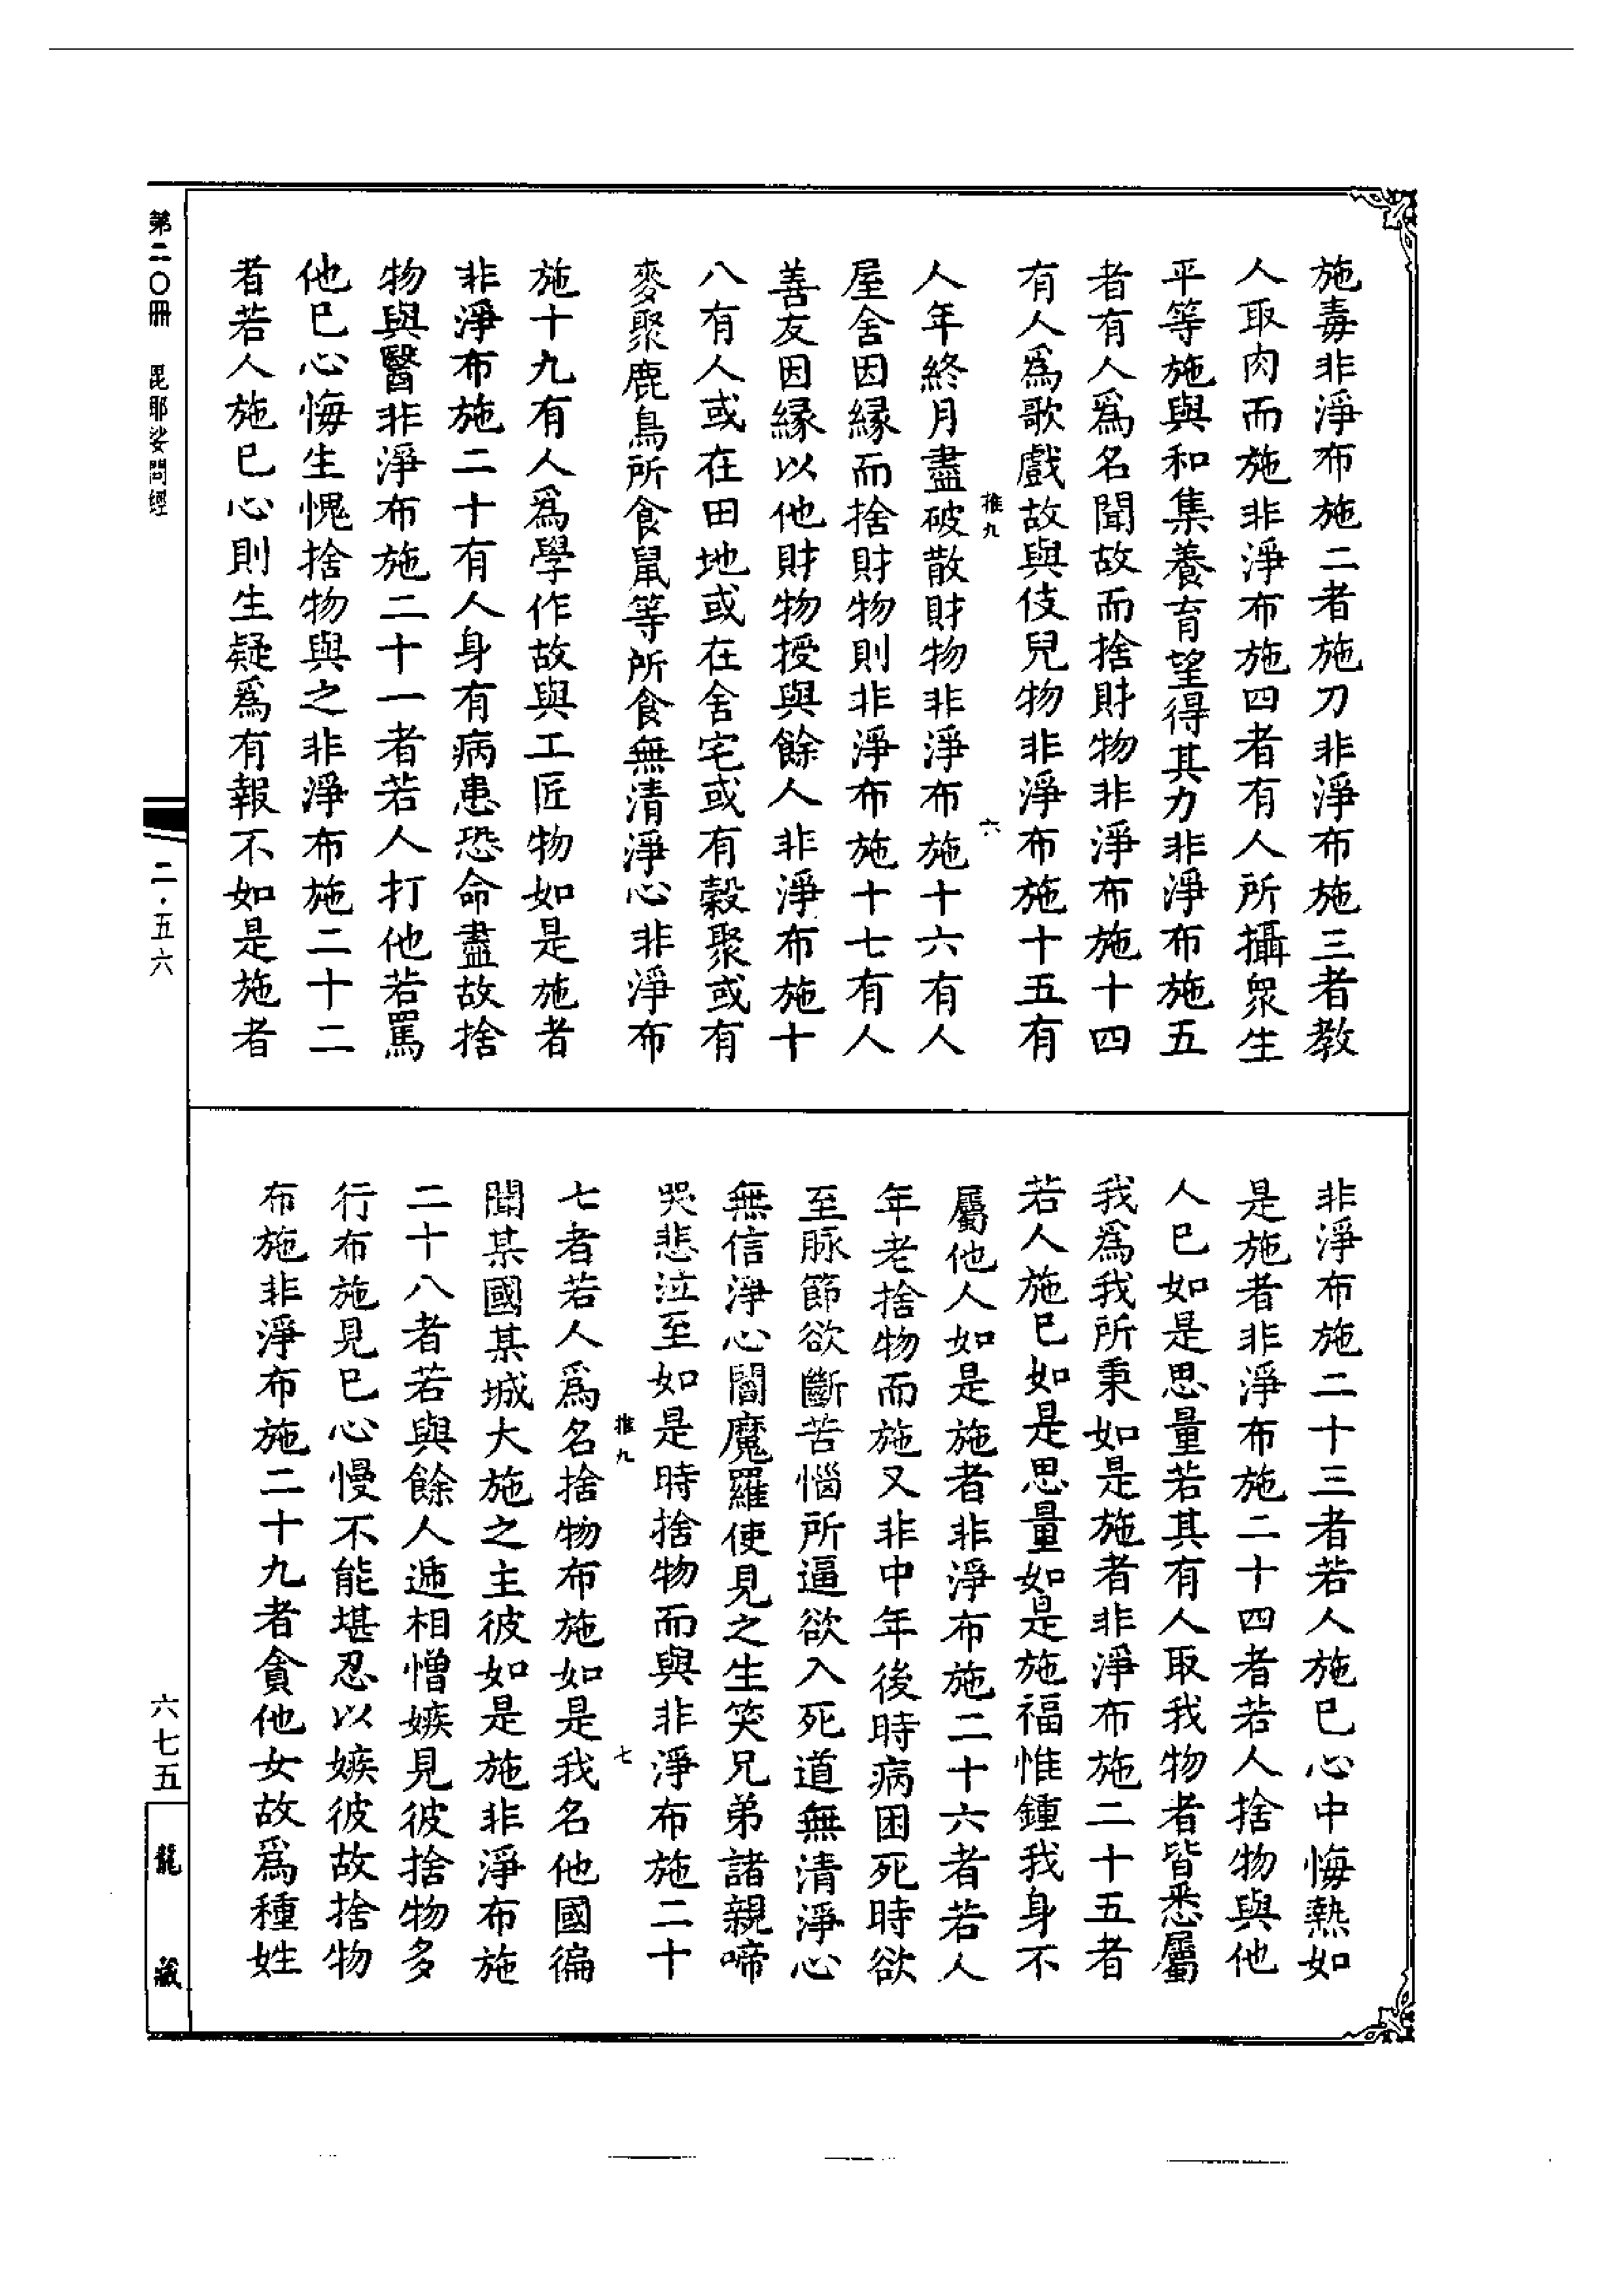 施毒非淨布施二者施刀非淨布施三者教
人取肉而施非淨布施四者有人所攝衆生
平等施與和集養育望得其力非淨布施五
者有人爲名聞故而捨財物非淨布施十四
有人爲歌戲故與伎兒物非淨布施十五有
推九
六
人年終月盡破散財物非淨布施十六有人
屋舍因緣而捨財物則非淨布施十七有人
善友因緣以他財物授與餘人非淨布施十
八有人或在田地或在舍宅或有穀聚或有
麥聚鹿鳥所食鼠等所食無清淨心非淨布
施十九有人爲學作故與工匠物如是施者
非淨布施二十有人身有病患恐命盡故捨
物與醫非淨布施二十一者若人打他若罵
他已心悔生愧捨物與之非淨布施二十二
者若人施已心則生疑爲有報不如是施者
非淨布施二十三者若人施已心中悔熱如
是施者非淨布施二十四者若人捨物與他
人已如是思量若其有人取我物者皆悉屬
我爲我所秉如是施者非淨布施二十五者
若人施已如是思量如是施福惟鍾我身不
屬他人如是施者非淨布施二十六者若人
年老捨物而施又非中年後時病困死時欲
至脉節欲斷苦惱所逼欲入死道無清淨心
無信淨心閻魔羅使見之生笑兄弟諸親啼
哭悲泣至如是時捨物而與非淨布施二十
推九
七
七者若人爲名捨物布施如是我名他國徧
聞某國某城大施之主彼如是施非淨布施
二十八者若與餘人遞相憎嫉見彼捨物多
行布施見已心慢不能堪忍以嫉彼故捨物
布施非淨布施二十九者貪他女故爲種姓
第二〇冊 毘耶娑問經
二·五六
六七五
龍藏